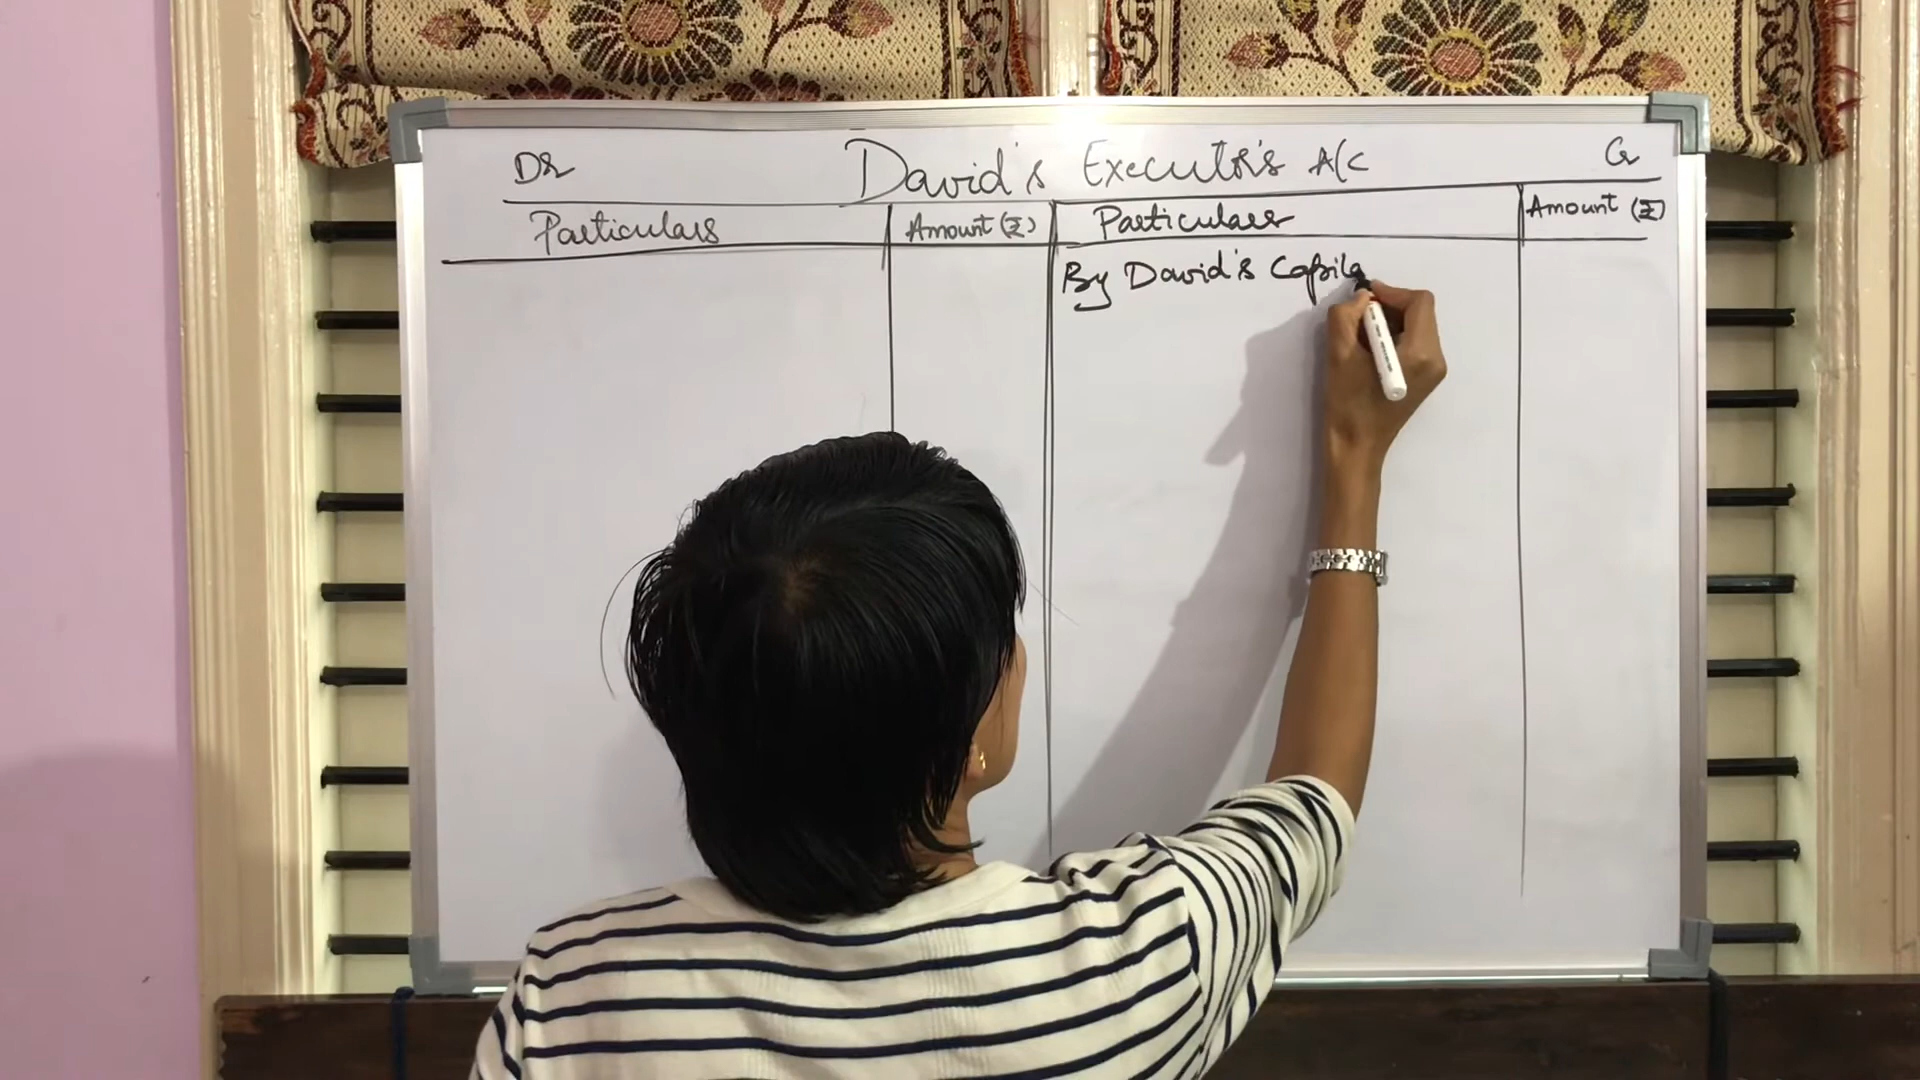 Dr David's Executor's A/c Cr
Particulars Amount (₹) Particulars Amount (₹)
By David's Capita